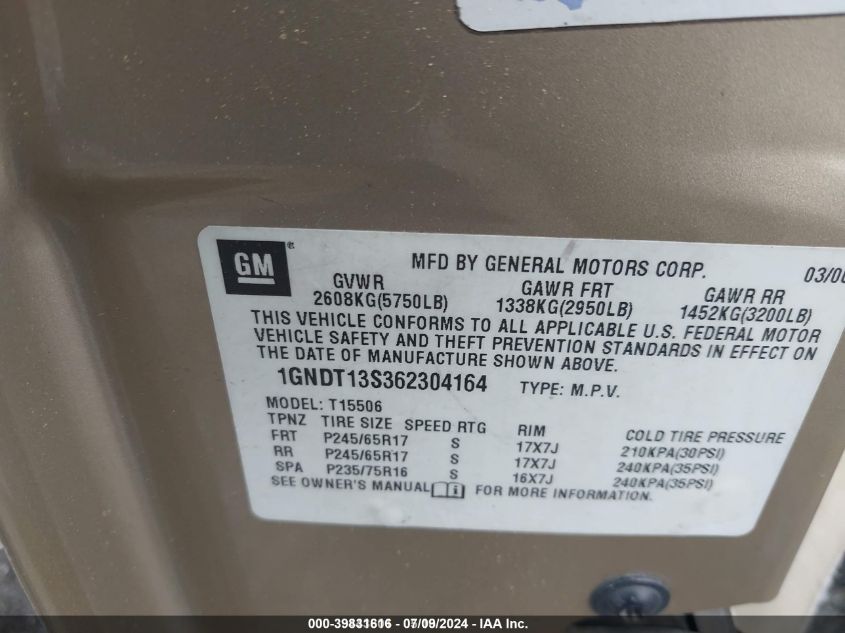 GM®
MFD BY GENERAL MOTORS CORP.
GVWR GAWR FRT GAWR RR
2608KG(5750LB) 1338KG(2950LB) 1452KG(3200LB)
THIS VEHICLE CONFORMS TO ALL APPLICABLE U.S. FEDERAL MOTOR
VEHICLE SAFETY AND THEFT PREVENTION STANDARDS IN EFFECT ON
THE DATE OF MANUFACTURE SHOWN ABOVE.
1GNDT13S362304164 TYPE: M.P.V.
MODEL: T15506
TPNZ TIRE SIZE SPEED RTG RIM COLD TIRE PRESSURE
FRT P245/65R17 S 17X7J 210KPA(30PSI)
RR P245/65R17 S 17X7J 240KPA(35PSI)
SPA P235/75R16 S 16X7J 240KPA(35PSI)
SEE OWNER'S MANUAL FOR MORE INFORMATION.
000-39831616 - 07/09/2024 - IAA Inc.